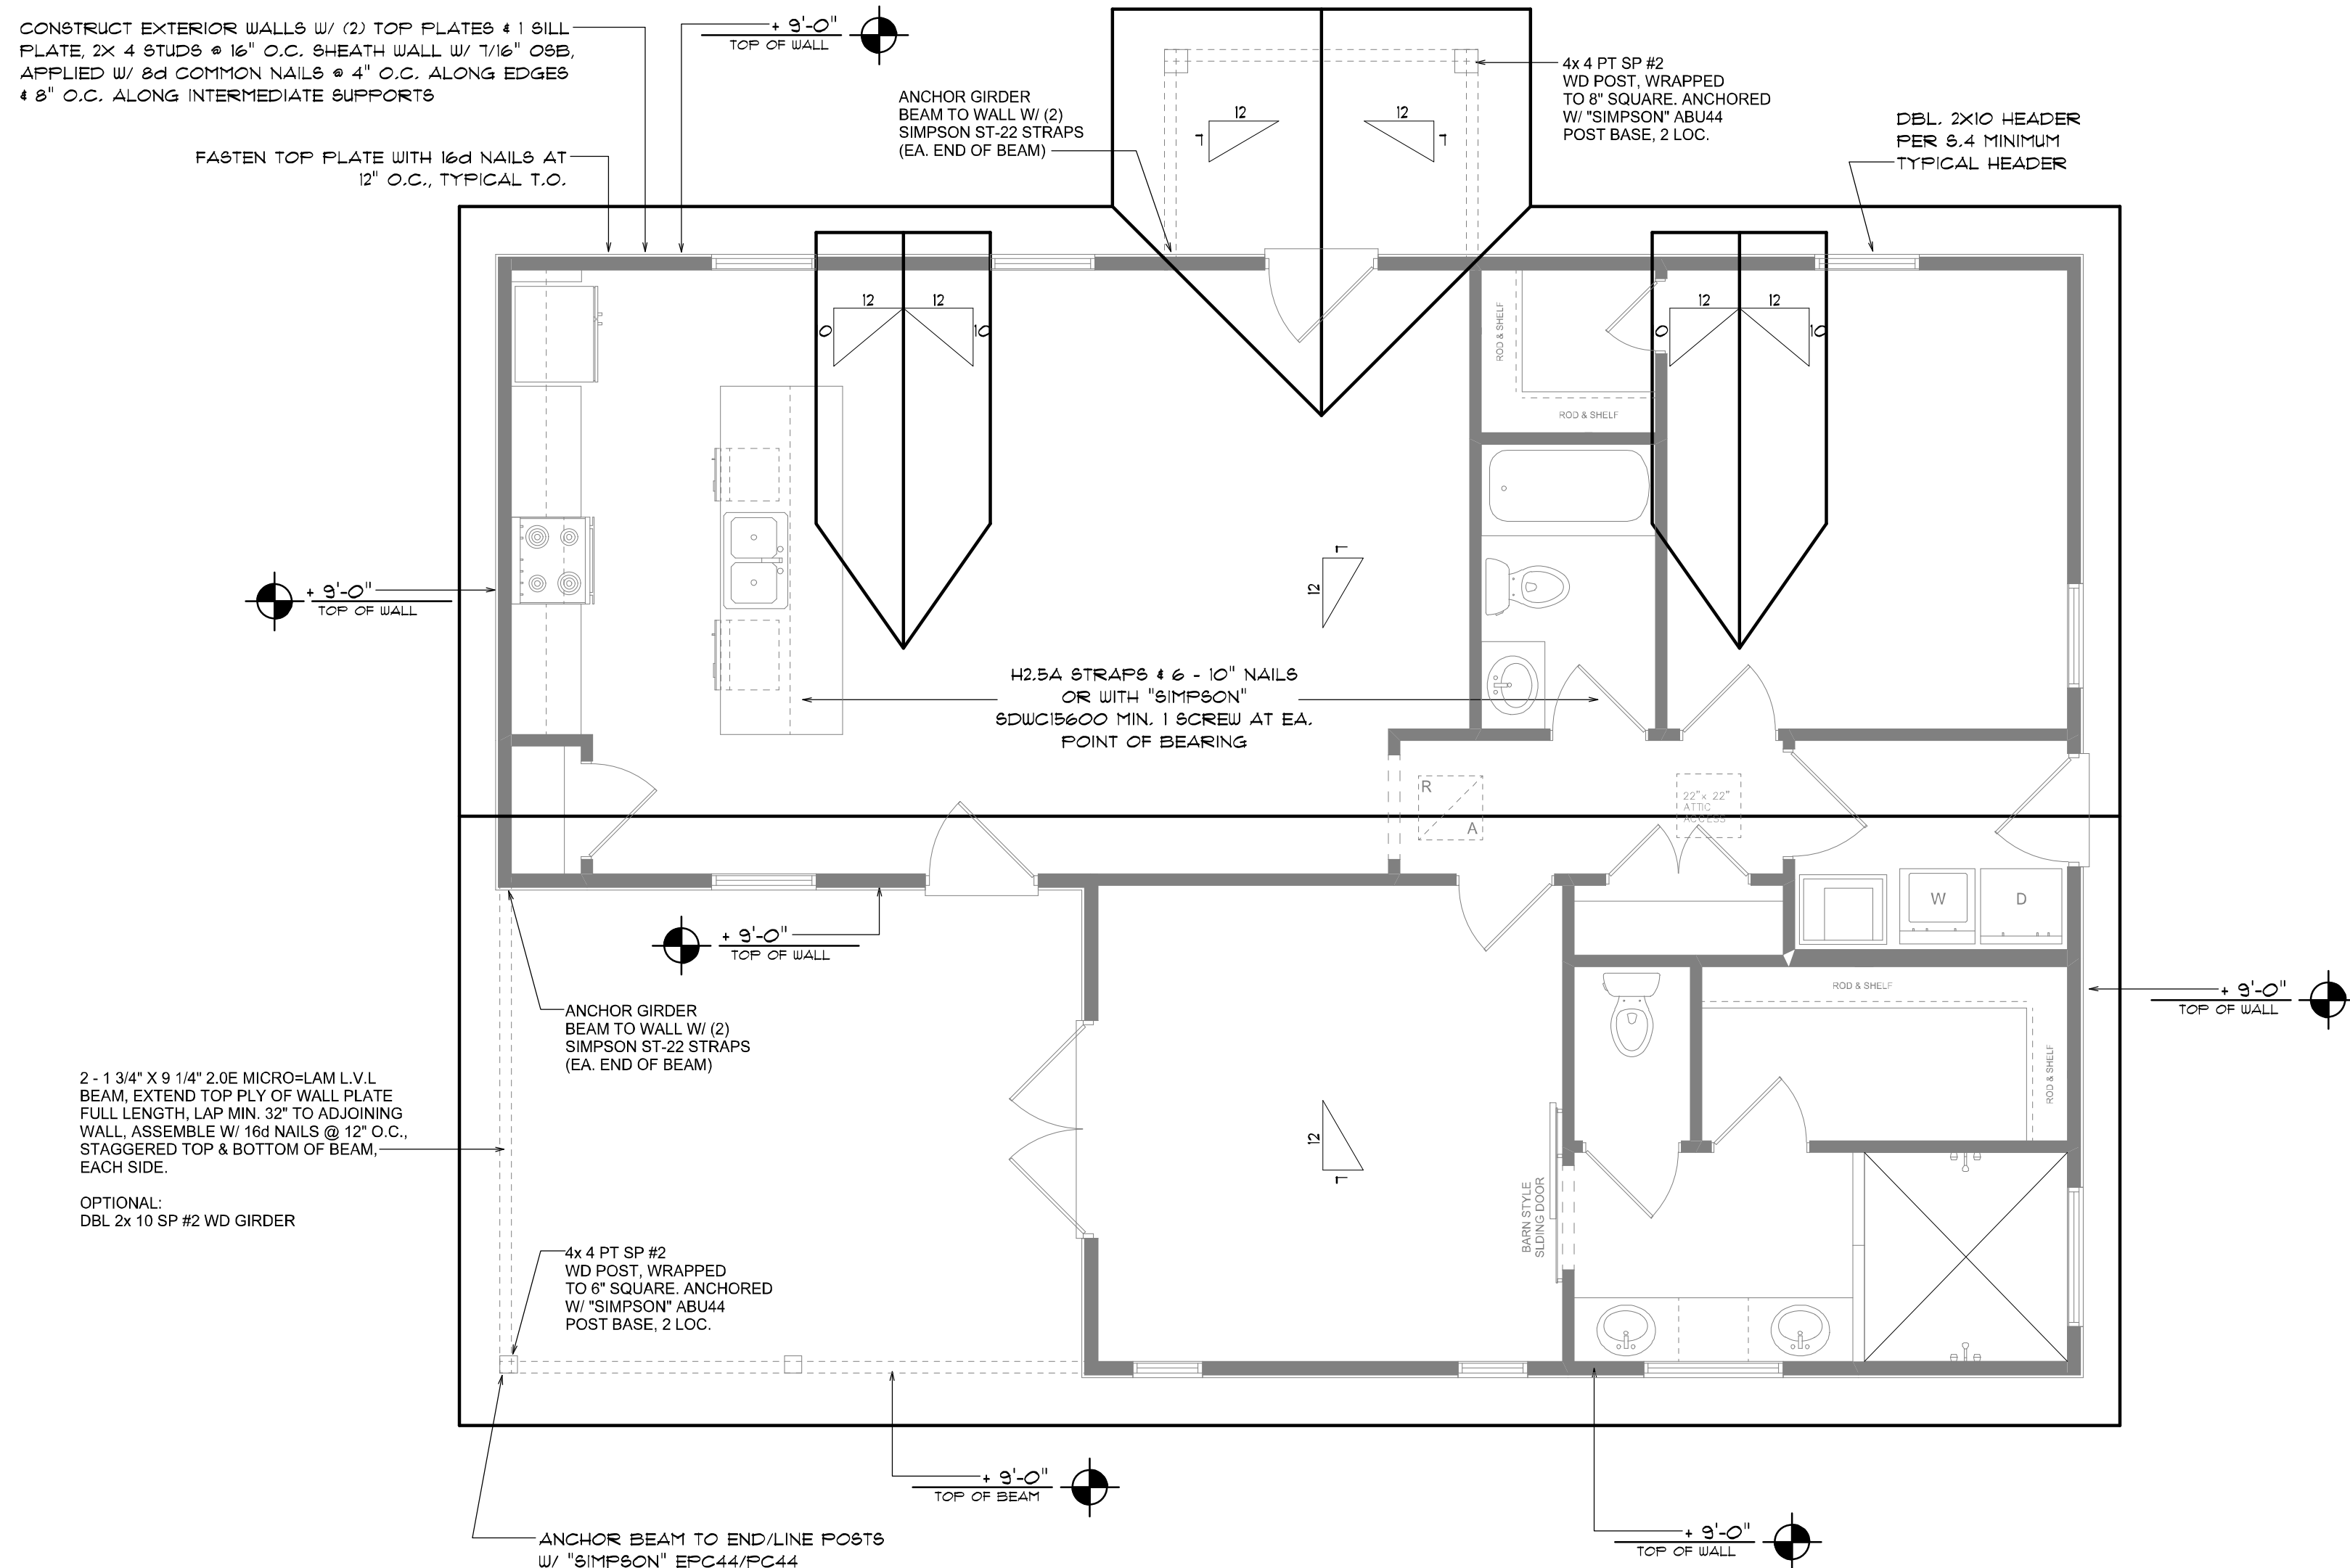 CONSTRUCT EXTERIOR WALLS W/ (2) TOP PLATES & 1 SILL
PLATE, 2X 4 STUDS @ 16" O.C. SHEATH WALL W/ 7/16" OSB,
APPLIED W/ 8d COMMON NAILS @ 4" O.C. ALONG EDGES
& 8" O.C. ALONG INTERMEDIATE SUPPORTS
FASTEN TOP PLATE WITH 16d NAILS AT
12" O.C., TYPICAL T.O.
+ 9'-0"
TOP OF WALL
ANCHOR GIRDER
BEAM TO WALL W/ (2)
SIMPSON ST-22 STRAPS
(EA. END OF BEAM)
12
7
12
7
4x 4 PT SP #2
WD POST, WRAPPED
TO 8" SQUARE. ANCHORED
W/ "SIMPSON" ABU44
POST BASE, 2 LOC.
DBL. 2X10 HEADER
PER S.4 MINIMUM
TYPICAL HEADER
12
12
0
10
ROD & SHELF
ROD & SHELF
12
12
0
10
+ 9'-0"
TOP OF WALL
7
12
H2.5A STRAPS & 6 - 10" NAILS
OR WITH "SIMPSON"
SDWC15600 MIN. 1 SCREW AT EA.
POINT OF BEARING
R
A
22"x 22"
ATTIC
ACCESS
W
D
+ 9'-0"
TOP OF WALL
ANCHOR GIRDER
BEAM TO WALL W/ (2)
SIMPSON ST-22 STRAPS
(EA. END OF BEAM)
ROD & SHELF
ROD & SHELF
+ 9'-0"
TOP OF WALL
2 - 1 3/4" X 9 1/4" 2.0E MICRO=LAM L.V.L
BEAM, EXTEND TOP PLY OF WALL PLATE
FULL LENGTH, LAP MIN. 32" TO ADJOINING
WALL, ASSEMBLE W/ 16d NAILS @ 12" O.C.,
STAGGERED TOP & BOTTOM OF BEAM,
EACH SIDE.
OPTIONAL:
DBL 2x 10 SP #2 WD GIRDER
12
7
BARN STYLE
SLDING DOOR
4x 4 PT SP #2
WD POST, WRAPPED
TO 6" SQUARE. ANCHORED
W/ "SIMPSON" ABU44
POST BASE, 2 LOC.
+ 9'-0"
TOP OF BEAM
ANCHOR BEAM TO END/LINE POSTS
W/ "SIMPSON" EPC44/PC44
+ 9'-0"
TOP OF WALL